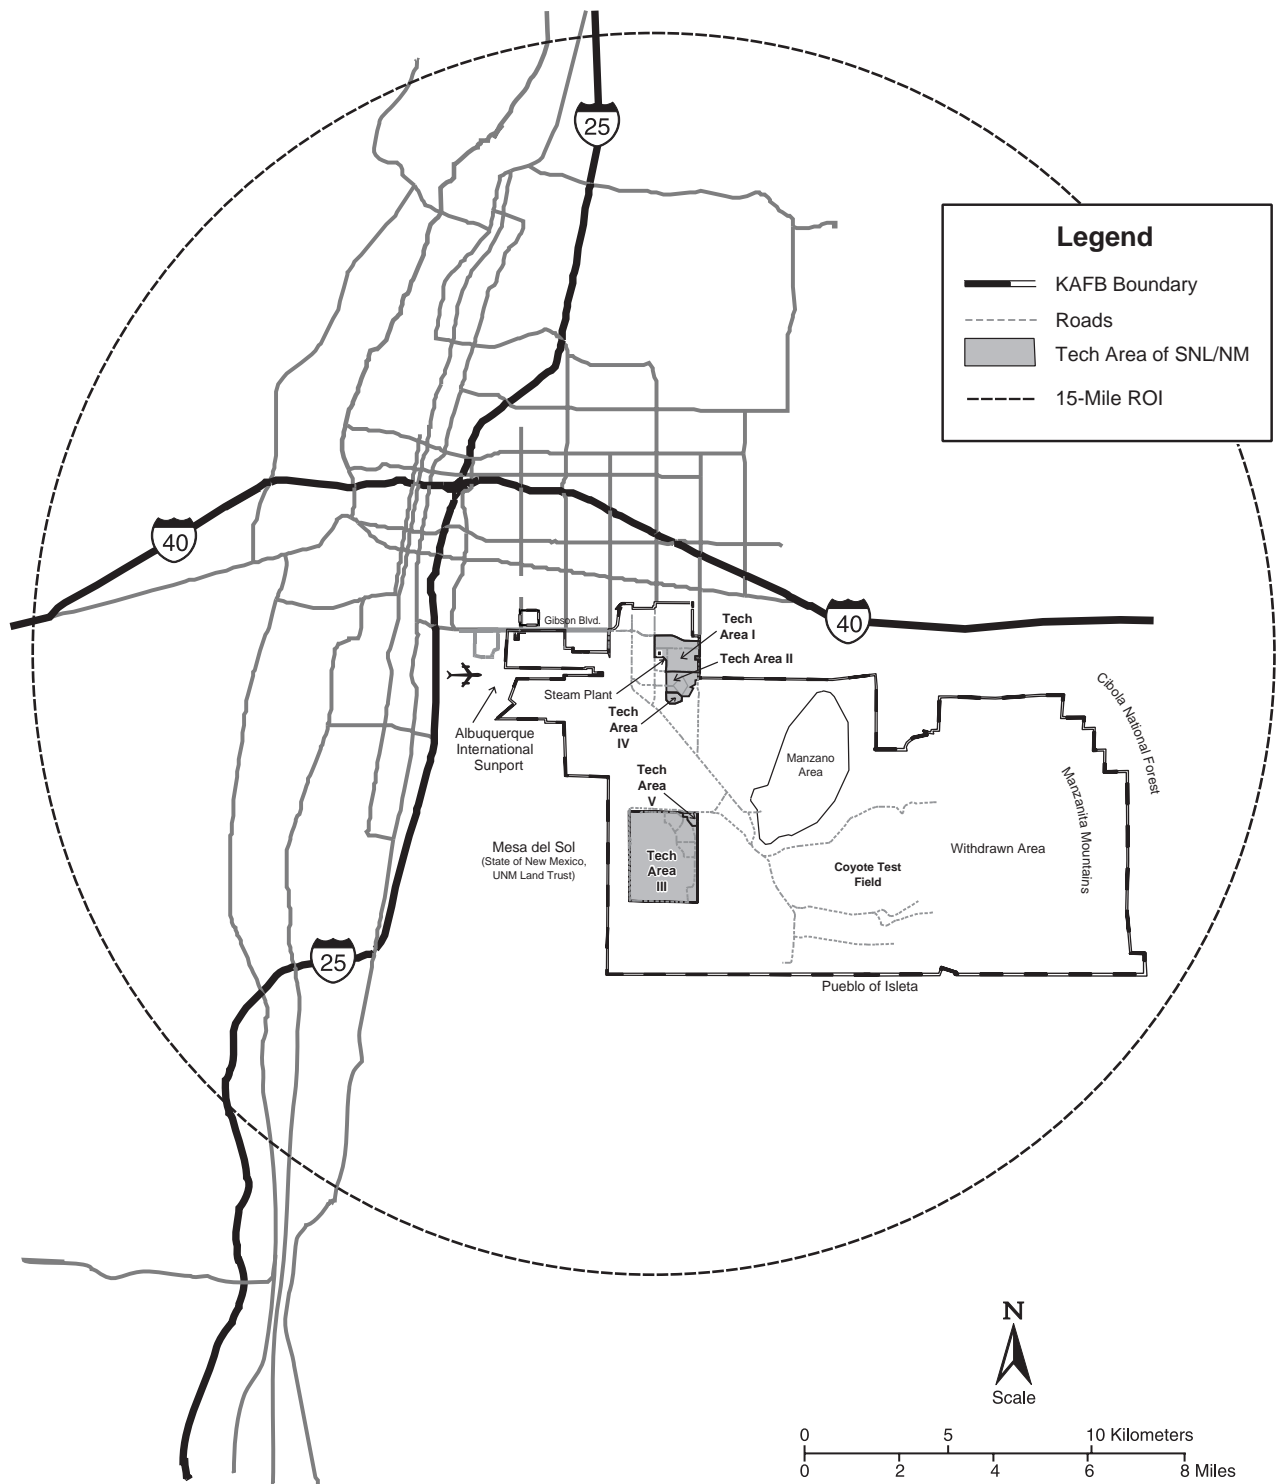 25
Legend
KAFB Boundary
Roads
Tech Area of SNL/NM
15-Mile ROI
40
40
Gibson Blvd.
Tech
Area I
Tech Area II
Steam Plant
Tech
Area
IV
Albuquerque
International
Sunport
Cibola National Forest
Manzano
Area
Tech
Area
V
Manzanita Mountains
Mesa del Sol
(State of New Mexico,
UNM Land Trust)
Tech
Area
III
Coyote Test
Field
Withdrawn Area
25
Pueblo of Isleta
N
Scale
0 5 10 Kilometers
0 2 4 6 8 Miles